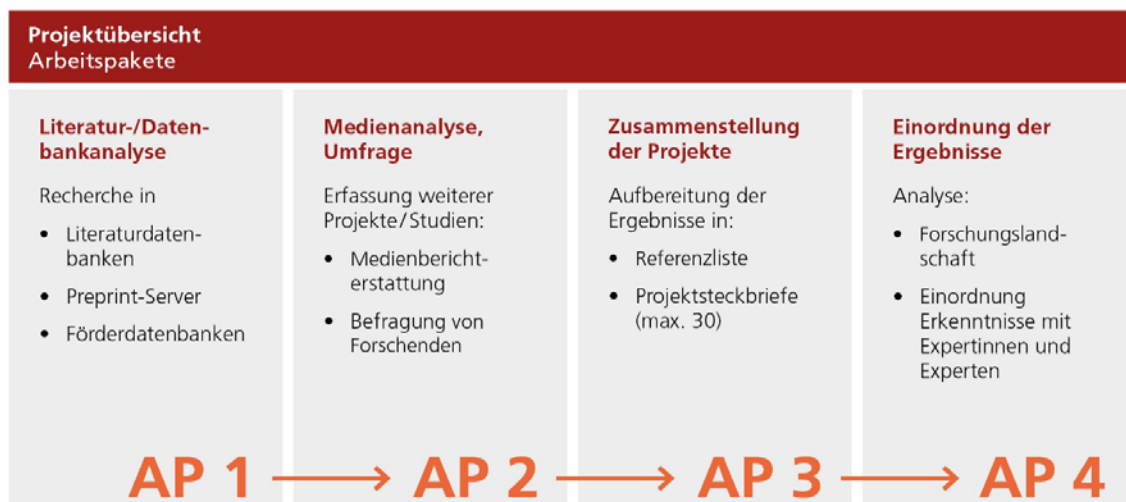 Projektübersicht
Arbeitspakete
Literatur-/Daten-
bankanalyse
Recherche in
• Literaturdaten-
banken
• Preprint-Server
• Förderdatenbanken
AP 1
Medienanalyse,
Umfrage
Erfassung weiterer
Projekte/Studien:
• Medienbericht-
erstattung
• Befragung von
Forschenden
AP 2
Zusammenstellung
der Projekte
Aufbereitung der
Ergebnisse in:
• Referenzliste
• Projektsteckbriefe
(max. 30)
AP 3
Einordnung der
Ergebnisse
Analyse:
• Forschungsland-
schaft
• Einordnung
Erkenntnisse mit
Expertinnen und
Experten
AP 4